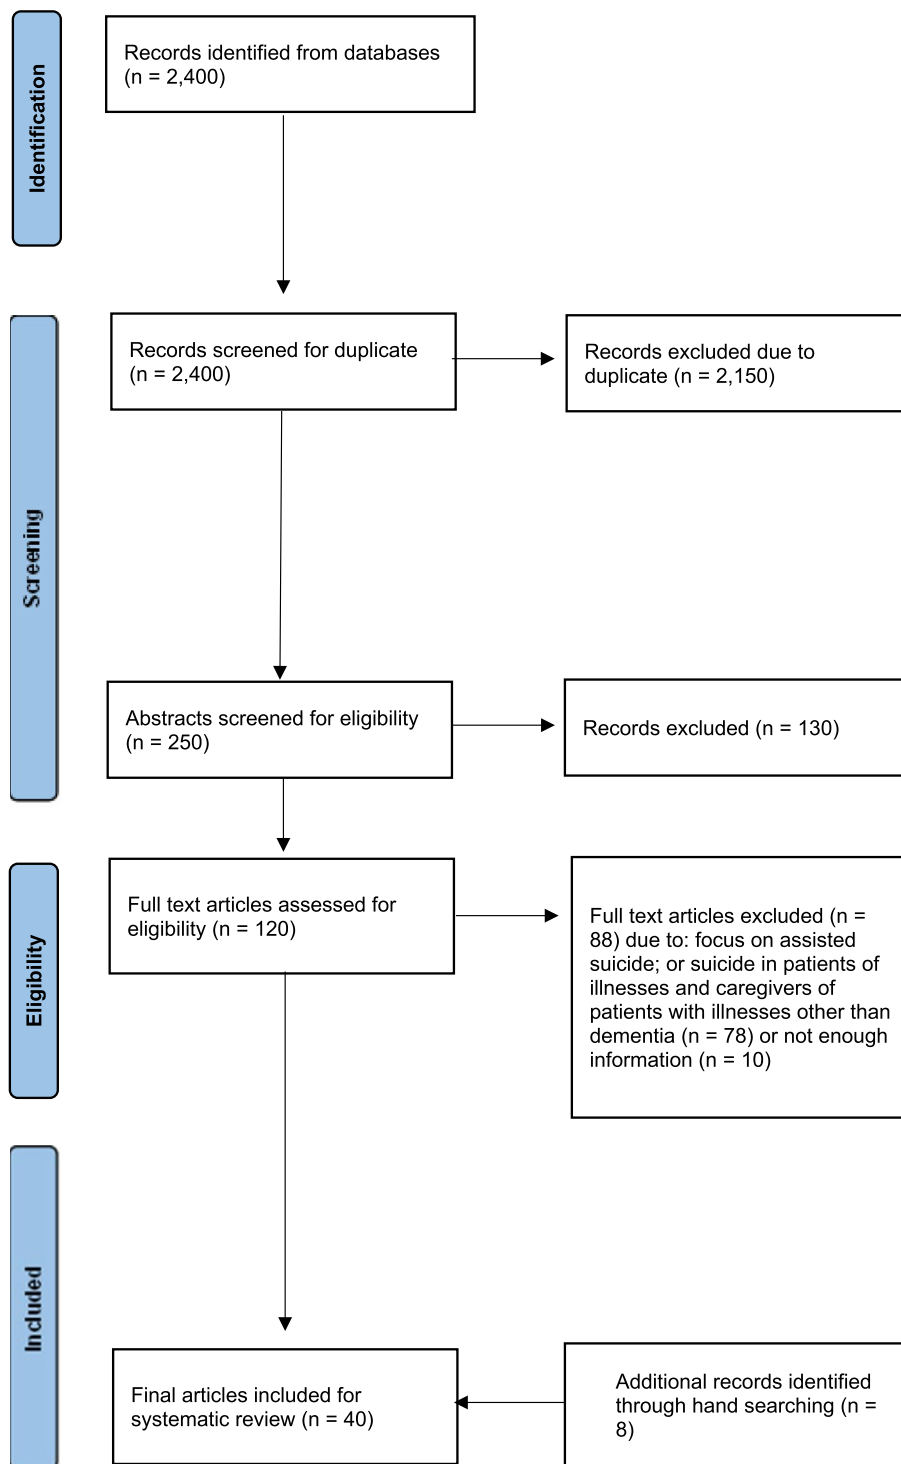 Identification
Records identified from databases
(n = 2,400)
Screening
Records screened for duplicate
(n = 2,400)
Records excluded due to
duplicate (n = 2,150)
Abstracts screened for eligibility
(n = 250)
Records excluded (n = 130)
Eligibility
Full text articles assessed for
eligibility (n = 120)
Full text articles excluded (n =
88) due to: focus on assisted
suicide; or suicide in patients of
illnesses and caregivers of
patients with illnesses other than
dementia (n = 78) or not enough
information (n = 10)
Included
Final articles included for
systematic review (n = 40)
Additional records identified
through hand searching (n =
8)